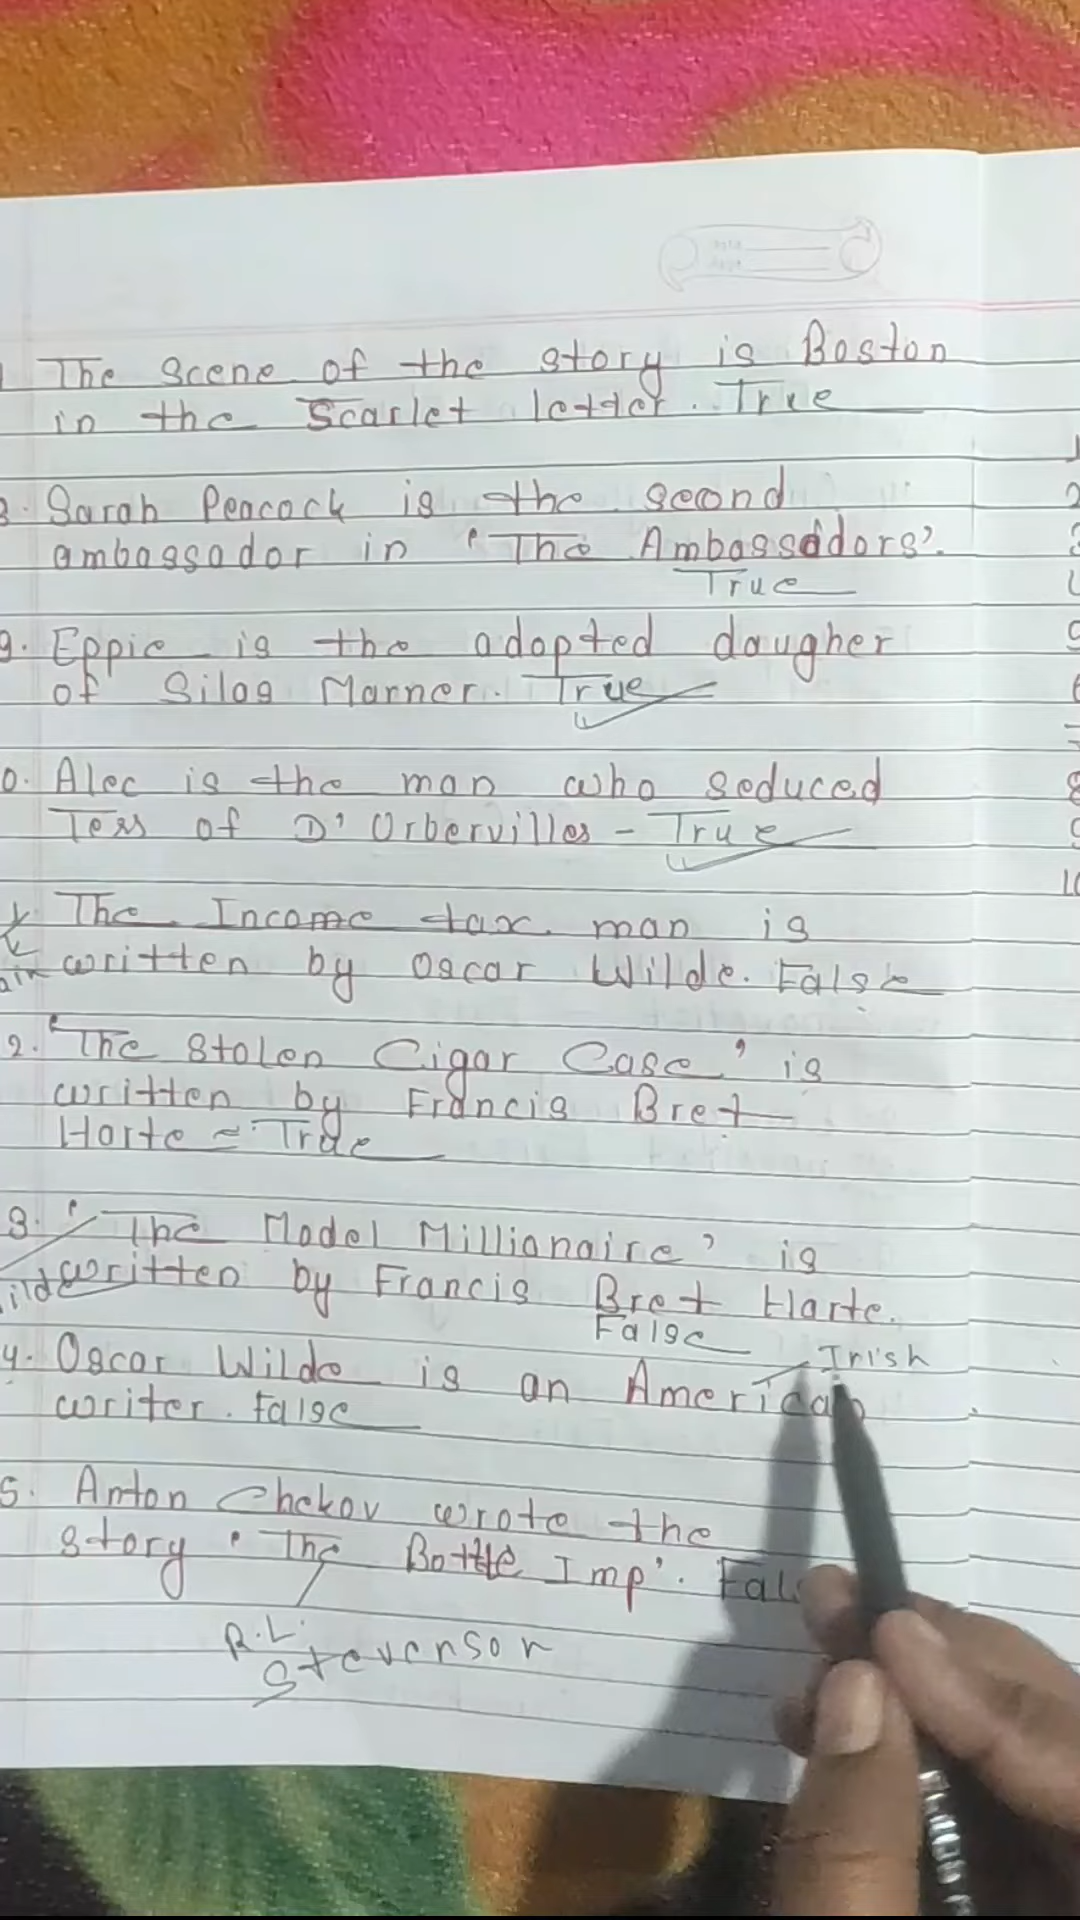 The Scene of the story is Boston
in the Scarlet letter. True
8. Sarah Peacock is the second
ambassador in 'The Ambassadors'.
True
9. Eppie is the adopted daugher
of Silas Marner. True
0. Alec is the man who seduced
Tess of D'Urbervilles - True
The Income tax man is
written by Oscar Wilde. False
2. 'The Stolen Cigar Case' is
written by Francis Bret
Harte = True
3. 'The Model Millionaire' is
written by Francis Bret Harte.
False
4. Oscar Wilde is an American
Irish
writer. False
5. Anton Chekov wrote the
story 'The Bottle Imp'.
R.L.
Stevenson